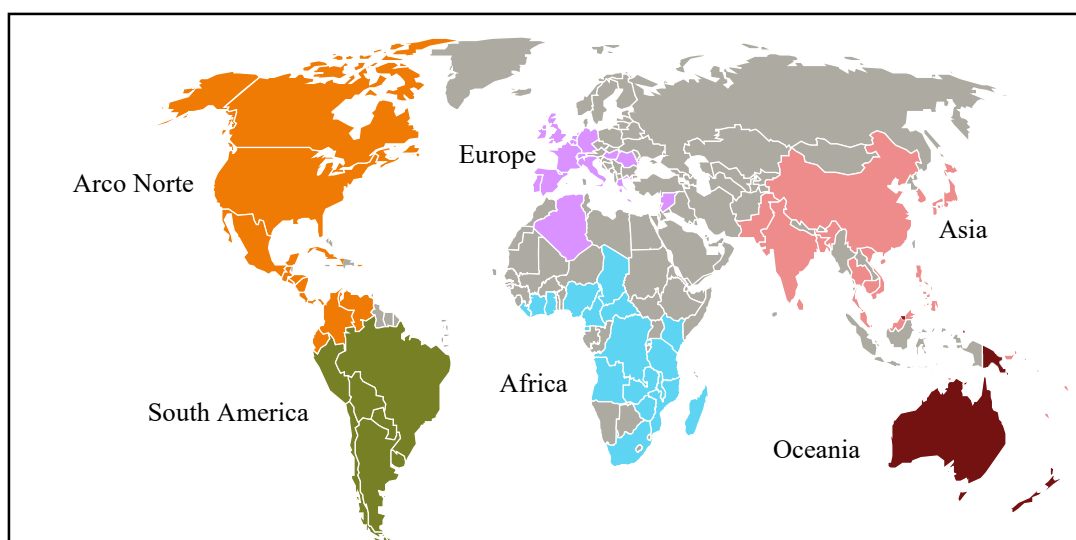 Europe
Arco Norte
Asia
Africa
South America
Oceania